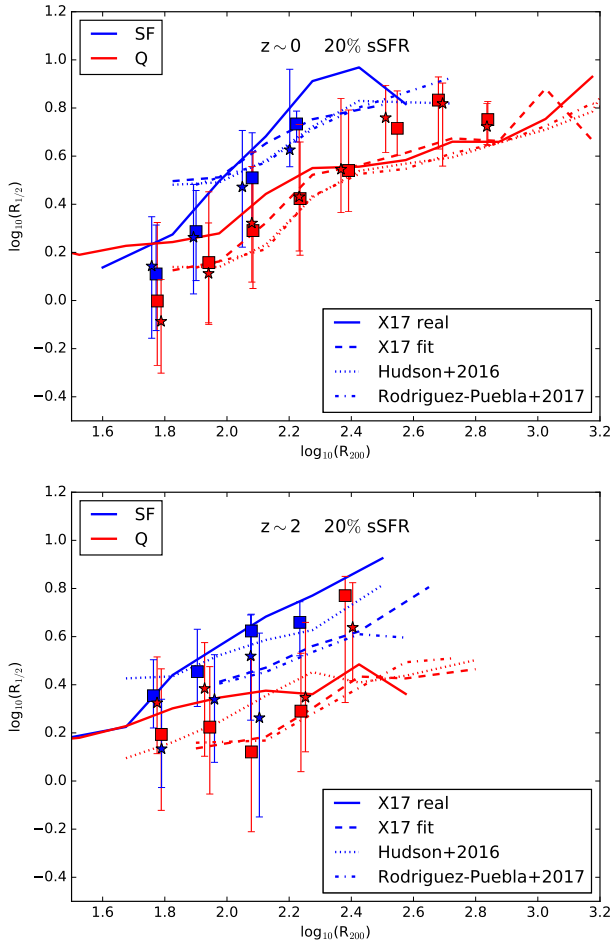 SF
Q
z ~ 0 20% sSFR
1.2
1.0
0.8
0.6
0.4
0.2
0.0
−0.2
−0.4
log₁₀(R₁/₂)
X17 real
X17 fit
Hudson+2016
Rodriguez-Puebla+2017
1.6 1.8 2.0 2.2 2.4 2.6 2.8 3.0 3.2
log₁₀(R₂₀₀)
SF
Q
z ~ 2 20% sSFR
1.2
1.0
0.8
0.6
0.4
0.2
0.0
−0.2
−0.4
log₁₀(R₁/₂)
X17 real
X17 fit
Hudson+2016
Rodriguez-Puebla+2017
1.6 1.8 2.0 2.2 2.4 2.6 2.8 3.0 3.2
log₁₀(R₂₀₀)